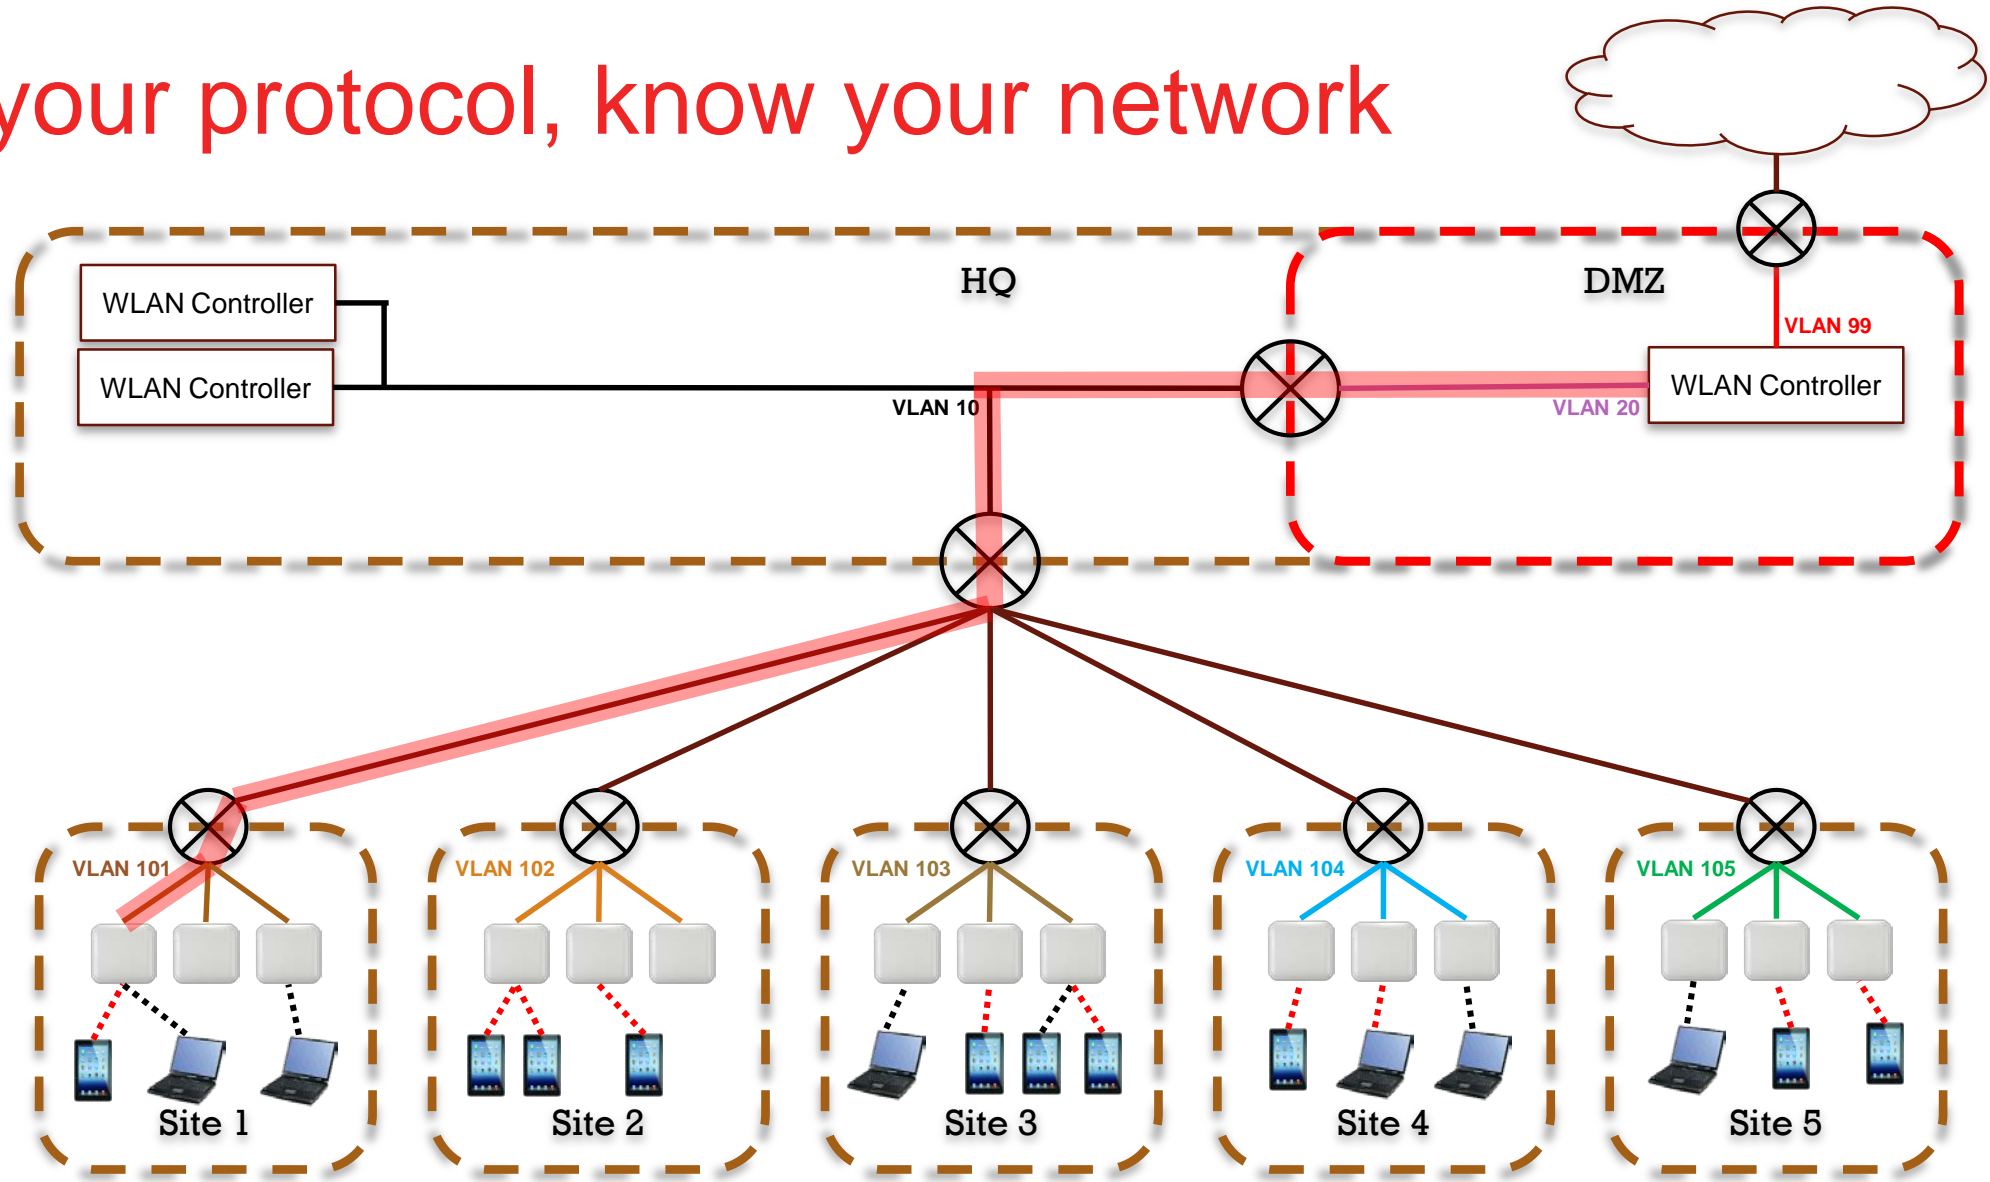 your protocol, know your network
HQ
DMZ
WLAN Controller
VLAN 99
WLAN Controller
WLAN Controller
VLAN 10
VLAN 20
VLAN 101
VLAN 102
VLAN 103
VLAN 104
VLAN 105
Site 1
Site 2
Site 3
Site 4
Site 5